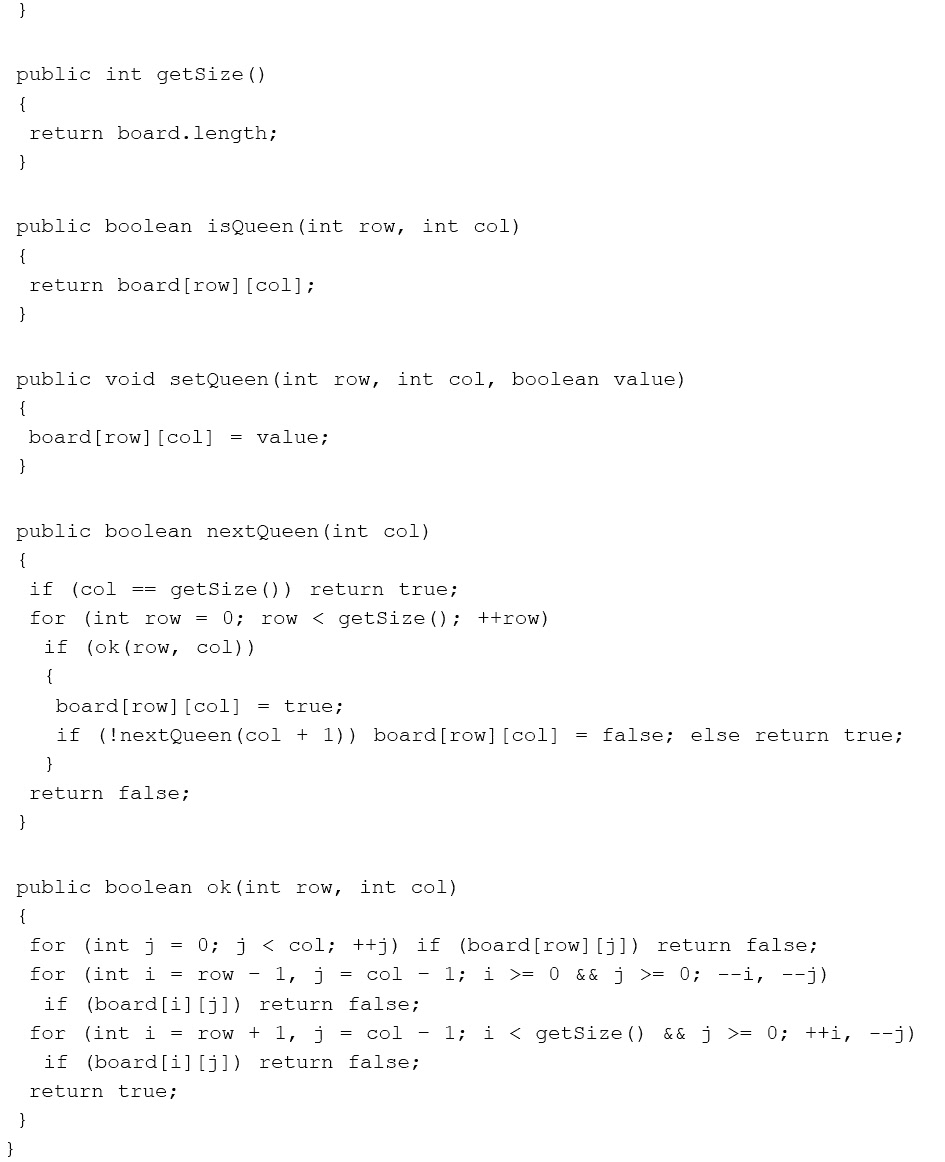 }
public int getSize()
{
return board.length;
}
public boolean isQueen(int row, int col)
{
return board[row][col];
}
public void setQueen(int row, int col, boolean value)
{
board[row][col] = value;
}
public boolean nextQueen(int col)
{
if (col == getSize()) return true;
for (int row = 0; row < getSize(); ++row)
if (ok(row, col))
{
board[row][col] = true;
if (!nextQueen(col + 1)) board[row][col] = false; else return true;
}
return false;
}
public boolean ok(int row, int col)
{
for (int j = 0; j < col; ++j) if (board[row][j]) return false;
for (int i = row - 1, j = col - 1; i >= 0 && j >= 0; --i, --j)
if (board[i][j]) return false;
for (int i = row + 1, j = col - 1; i < getSize() && j >= 0; ++i, --j)
if (board[i][j]) return false;
return true;
}
}